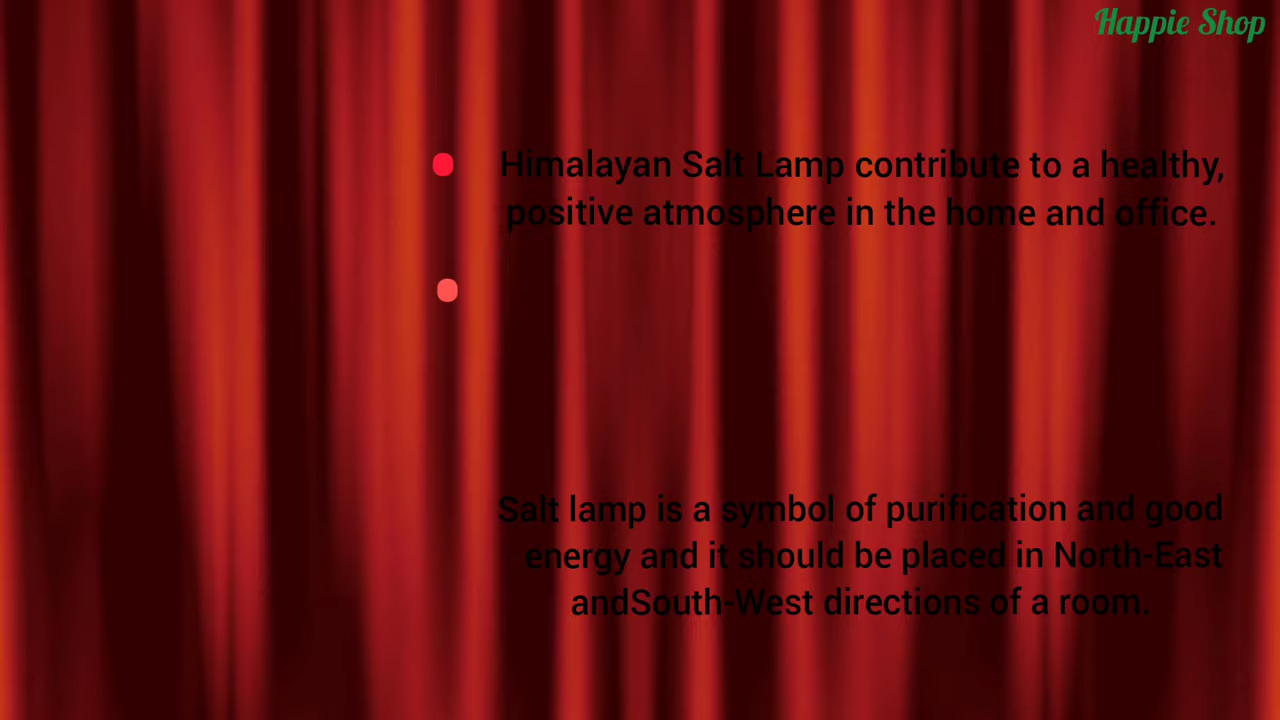 Happie Shop
Himalayan Salt Lamp contribute to a healthy,
positive atmosphere in the home and office.
Salt lamp is a symbol of purification and good
energy and it should be placed in North-East
andSouth-West directions of a room.